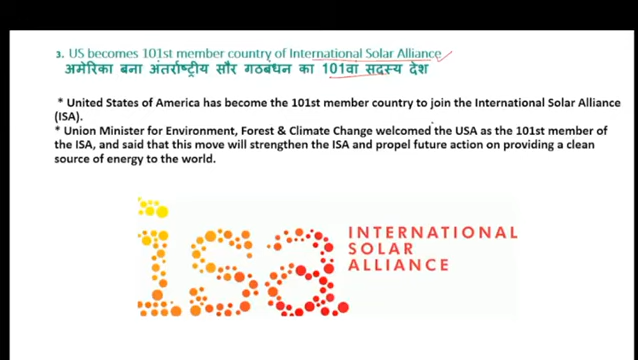 3. US becomes 101st member country of International Solar Alliance
अमेरिका बना अंतर्राष्ट्रीय सौर गठबंधन का 101वा सदस्य देश
* United States of America has become the 101st member country to join the International Solar Alliance
(ISA).
* Union Minister for Environment, Forest & Climate Change welcomed the USA as the 101st member of
the ISA, and said that this move will strengthen the ISA and propel future action on providing a clean
source of energy to the world.
isa
INTERNATIONAL
SOLAR
ALLIANCE